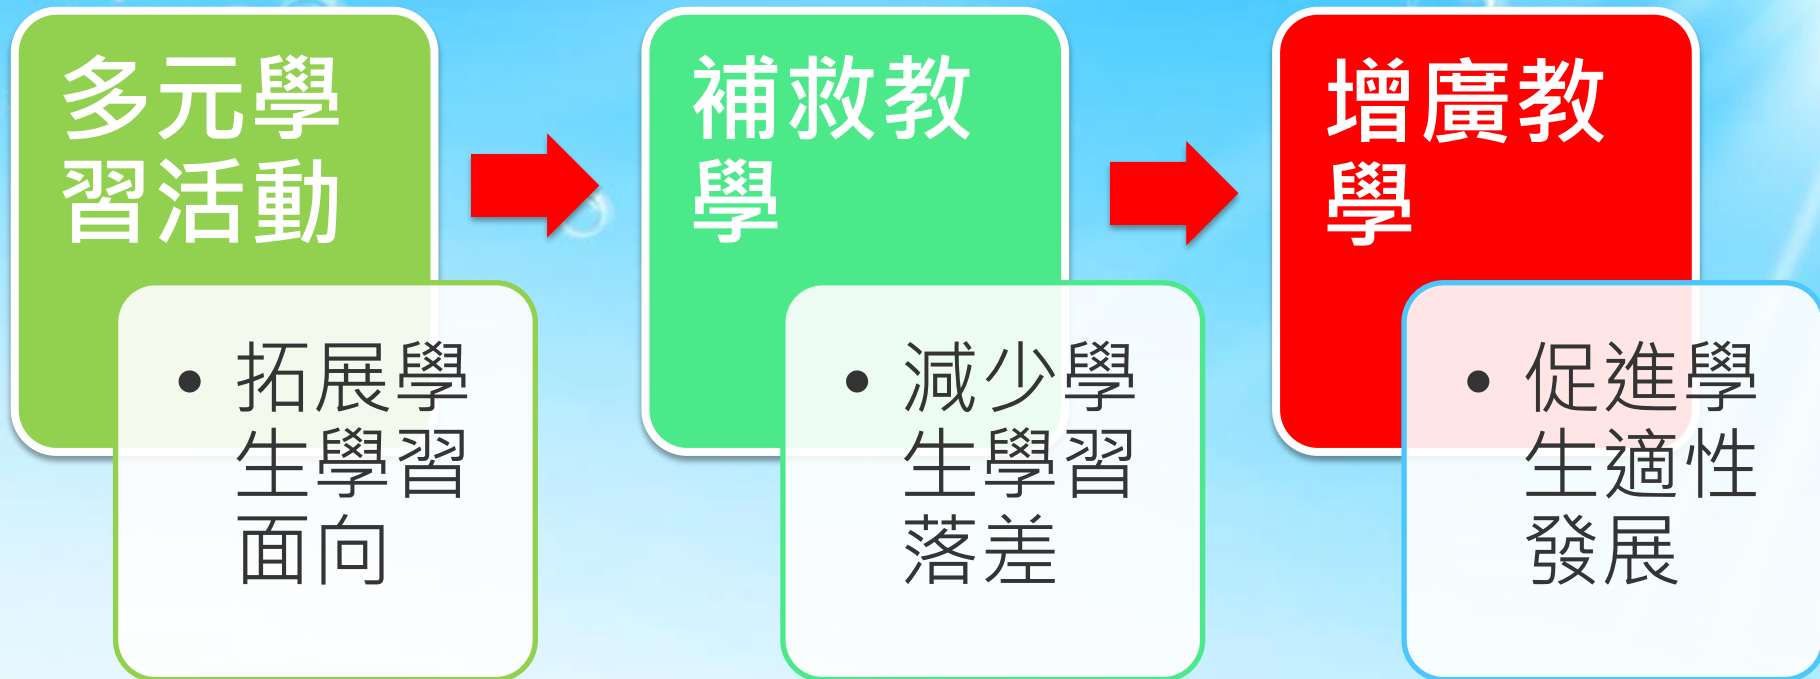 多元學
習活動
• 拓展學
生學習
面向
補救教
學
• 減少學
生學習
落差
增廣教
學
• 促進學
生適性
發展